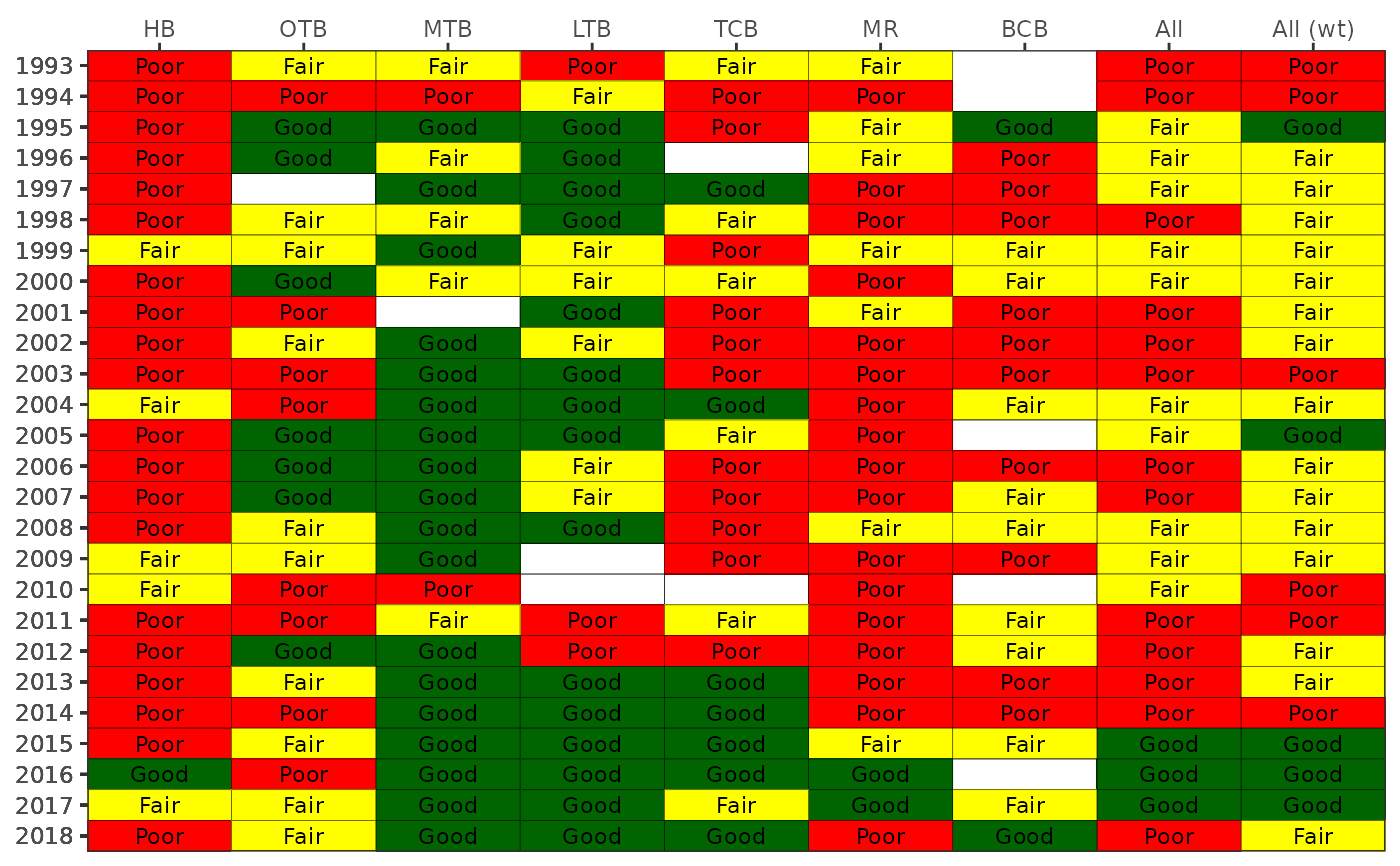 HB OTB MTB LTB TCB MR BCB All All (wt)
1993 Poor Fair Fair Poor Fair Fair Poor Poor
1994 Poor Poor Poor Fair Poor Poor Poor Poor
1995 Poor Good Good Good Poor Fair Good Fair Good
1996 Poor Good Fair Good Fair Poor Fair Fair
1997 Poor Good Good Good Poor Poor Fair Fair
1998 Poor Fair Fair Good Fair Poor Poor Poor Fair
1999 Fair Fair Good Fair Poor Fair Fair Fair Fair
2000 Poor Good Fair Fair Fair Poor Fair Fair Fair
2001 Poor Poor Good Poor Fair Poor Poor Fair
2002 Poor Fair Good Fair Poor Poor Poor Poor Fair
2003 Poor Poor Good Good Poor Poor Poor Poor Poor
2004 Fair Poor Good Good Good Poor Fair Fair Fair
2005 Poor Good Good Good Fair Poor Fair Good
2006 Poor Good Good Fair Poor Poor Poor Poor Fair
2007 Poor Good Good Fair Poor Poor Fair Poor Fair
2008 Poor Fair Good Good Poor Fair Fair Fair Fair
2009 Fair Fair Good Poor Poor Poor Fair Fair
2010 Fair Poor Poor Poor Fair Poor
2011 Poor Poor Fair Poor Fair Poor Fair Poor Poor
2012 Poor Good Good Poor Poor Poor Fair Poor Fair
2013 Poor Fair Good Good Good Poor Poor Poor Fair
2014 Poor Poor Good Good Good Poor Poor Poor Poor
2015 Poor Fair Good Good Good Fair Fair Good Good
2016 Good Poor Good Good Good Good Good Good
2017 Fair Fair Good Good Fair Good Fair Good Good
2018 Poor Fair Good Good Good Poor Good Poor Fair